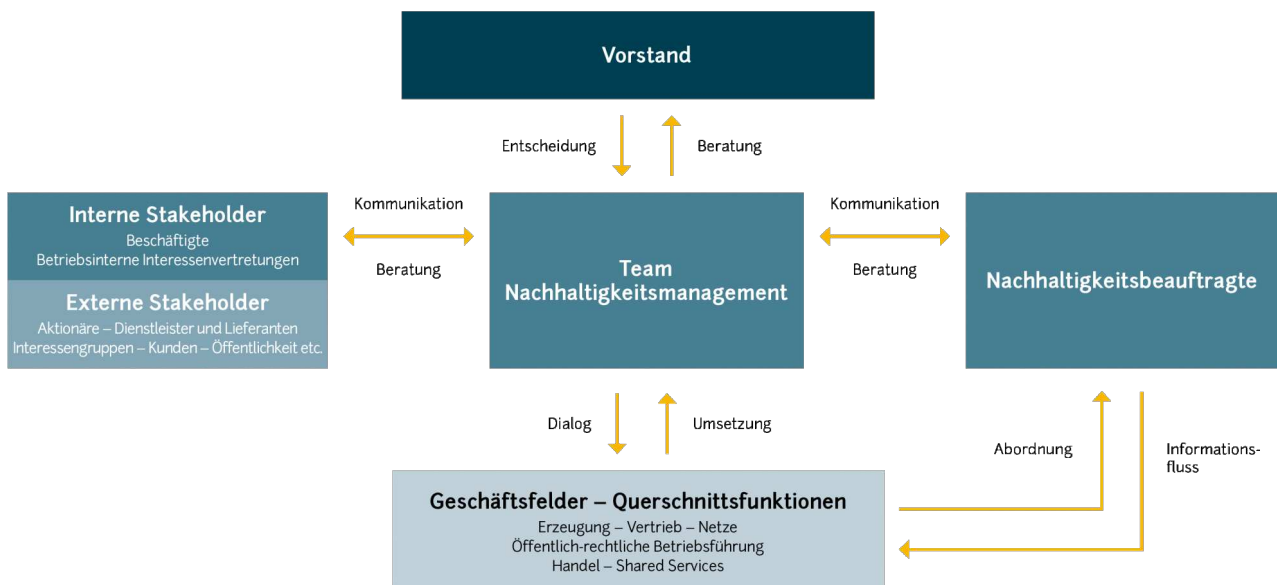 Vorstand
Entscheidung
Beratung
Interne Stakeholder
Beschäftigte
Betriebsinterne Interessenvertretungen
Externe Stakeholder
Aktionäre – Dienstleister und Lieferanten
Interessengruppen – Kunden – Öffentlichkeit etc.
Kommunikation
Beratung
Team
Nachhaltigkeitsmanagement
Kommunikation
Beratung
Nachhaltigkeitsbeauftragte
Dialog
Umsetzung
Abordnung
Informations-
fluss
Geschäftsfelder – Querschnittsfunktionen
Erzeugung – Vertrieb – Netze
Öffentlich-rechtliche Betriebsführung
Handel – Shared Services